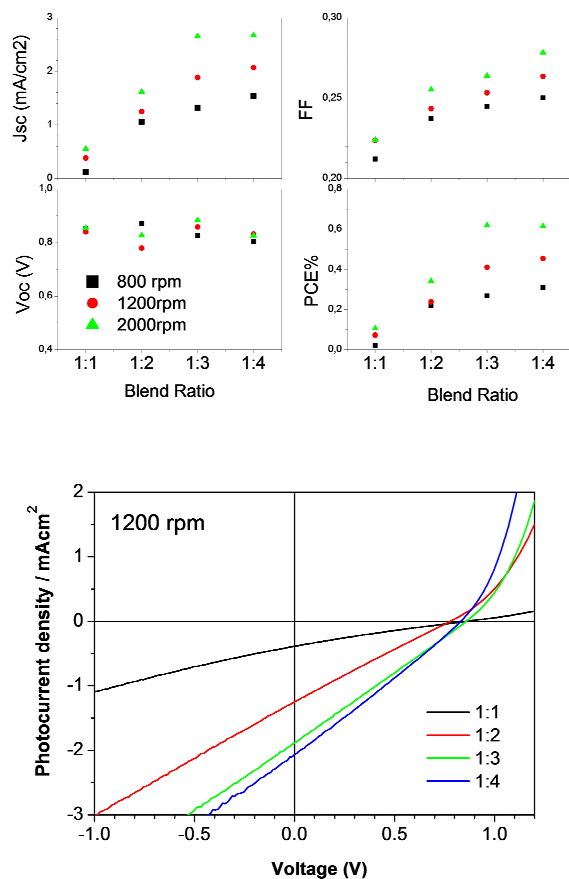 3
2
1
0
Jsc (mA/cm2)
0,30
0,25
0,20
FF
1,0
0,8
0,6
0,4
Voc (V)
800 rpm
1200rpm
2000rpm
1:1 1:2 1:3 1:4
Blend Ratio
0,8
0,6
0,4
0,2
0,0
PCE%
1:1 1:2 1:3 1:4
Blend Ratio
1200 rpm
2
1
0
-1
-2
-3
Photocurrent density / mAcm2
1:1
1:2
1:3
1:4
-1.0 -0.5 0.0 0.5 1.0
Voltage (V)